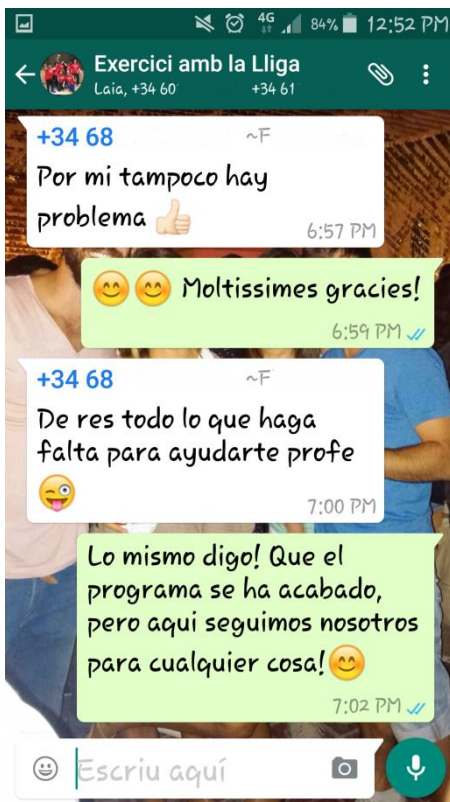 4G 84% 12:52 PM
Exercici amb la Lliga
Laia, +34 60 +34 61
+34 68 ~F
Por mi tampoco hay
problema 👍🏻
6:57 PM
😊😊 Moltissimes gracies!
6:59 PM
+34 68 ~F
De res todo lo que haga
falta para ayudarte profe
😜
7:00 PM
Lo mismo digo! Que el
programa se ha acabado,
pero aqui seguimos nosotros
para cualquier cosa!😊
7:02 PM
Escriu aquí